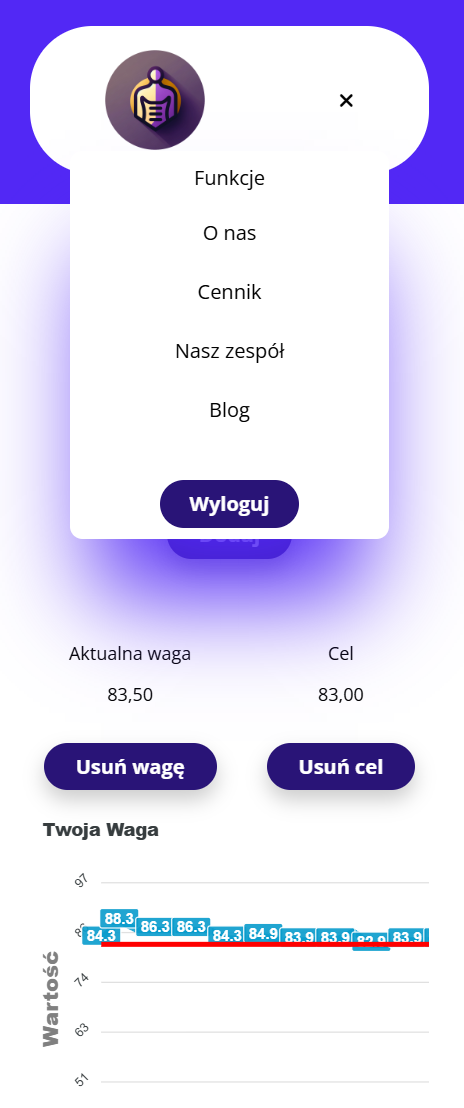 Funkcje
O nas
Cennik
Nasz zespół
Blog
Wyloguj
Dodaj
Aktualna waga
Cel
83,50
83,00
Usuń wagę
Usuń cel
Twoja Waga
97
88.3
86.3
86.3
84.3
84.3
84.9
83.9
83.9
82.9
83.9
Wartość
74
63
51